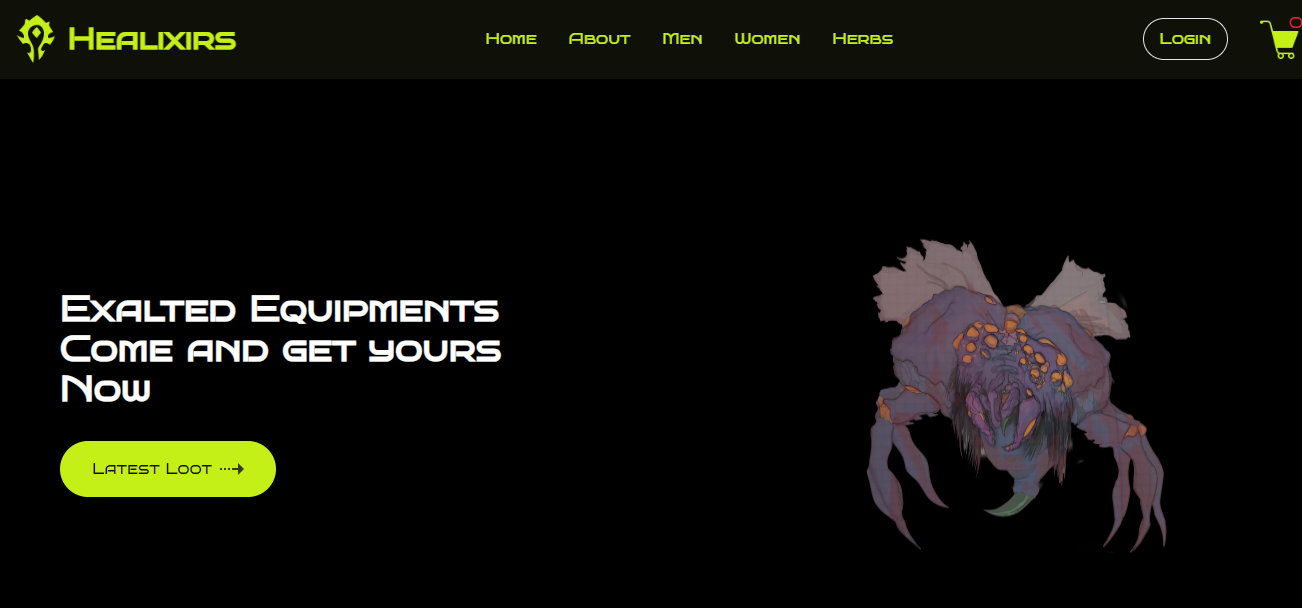 Healixirs
Home About Men Women Herbs
Login
0
Exalted Equipments
Come and get yours
Now
Latest Loot